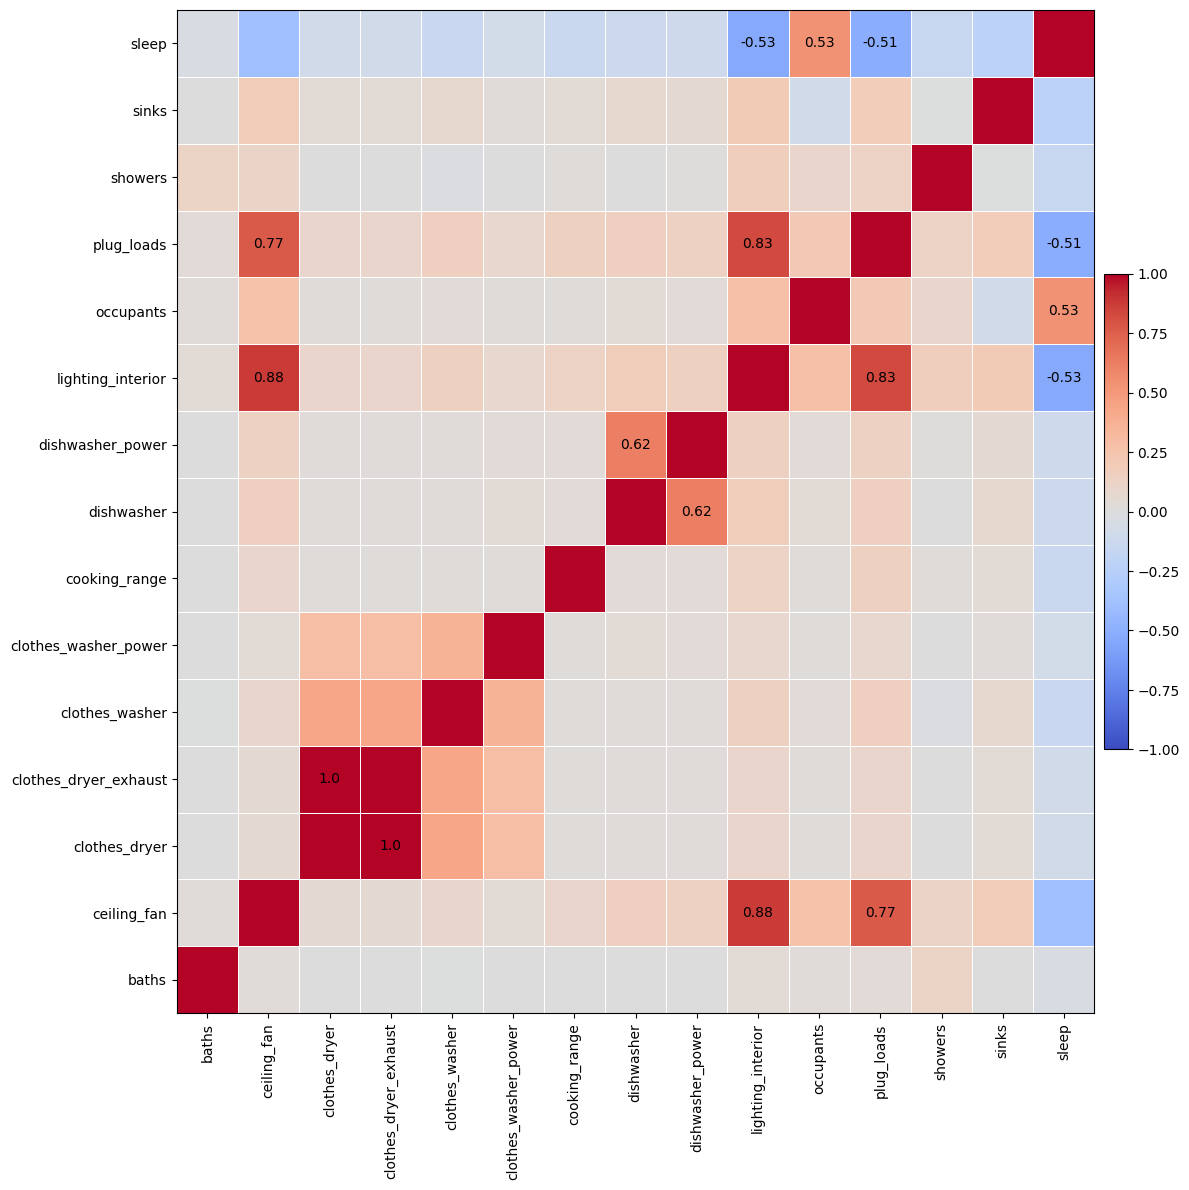 sleep
-0.53 0.53 -0.51
sinks
showers
plug_loads
0.77 0.83 -0.51
occupants
0.53
lighting_interior
0.88 0.83 -0.53
dishwasher_power
0.62
dishwasher
0.62
cooking_range
clothes_washer_power
clothes_washer
clothes_dryer_exhaust
1.0
clothes_dryer
1.0
ceiling_fan
0.88 0.77
baths
baths
ceiling_fan
clothes_dryer
clothes_dryer_exhaust
clothes_washer
clothes_washer_power
cooking_range
dishwasher
dishwasher_power
lighting_interior
occupants
plug_loads
showers
sinks
sleep
1.00
0.75
0.50
0.25
0.00
−0.25
−0.50
−0.75
−1.00